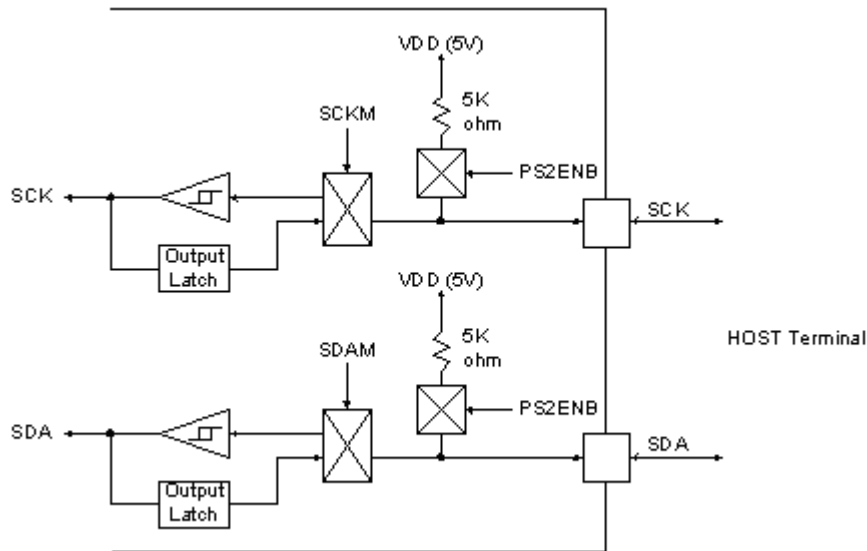 VDD (5V)
5K
ohm
SCKM
PS2ENB
SCK
SCK
Output
Latch
VDD (5V)
5K
ohm
HOST Terminal
SDAM
PS2ENB
SDA
SDA
Output
Latch